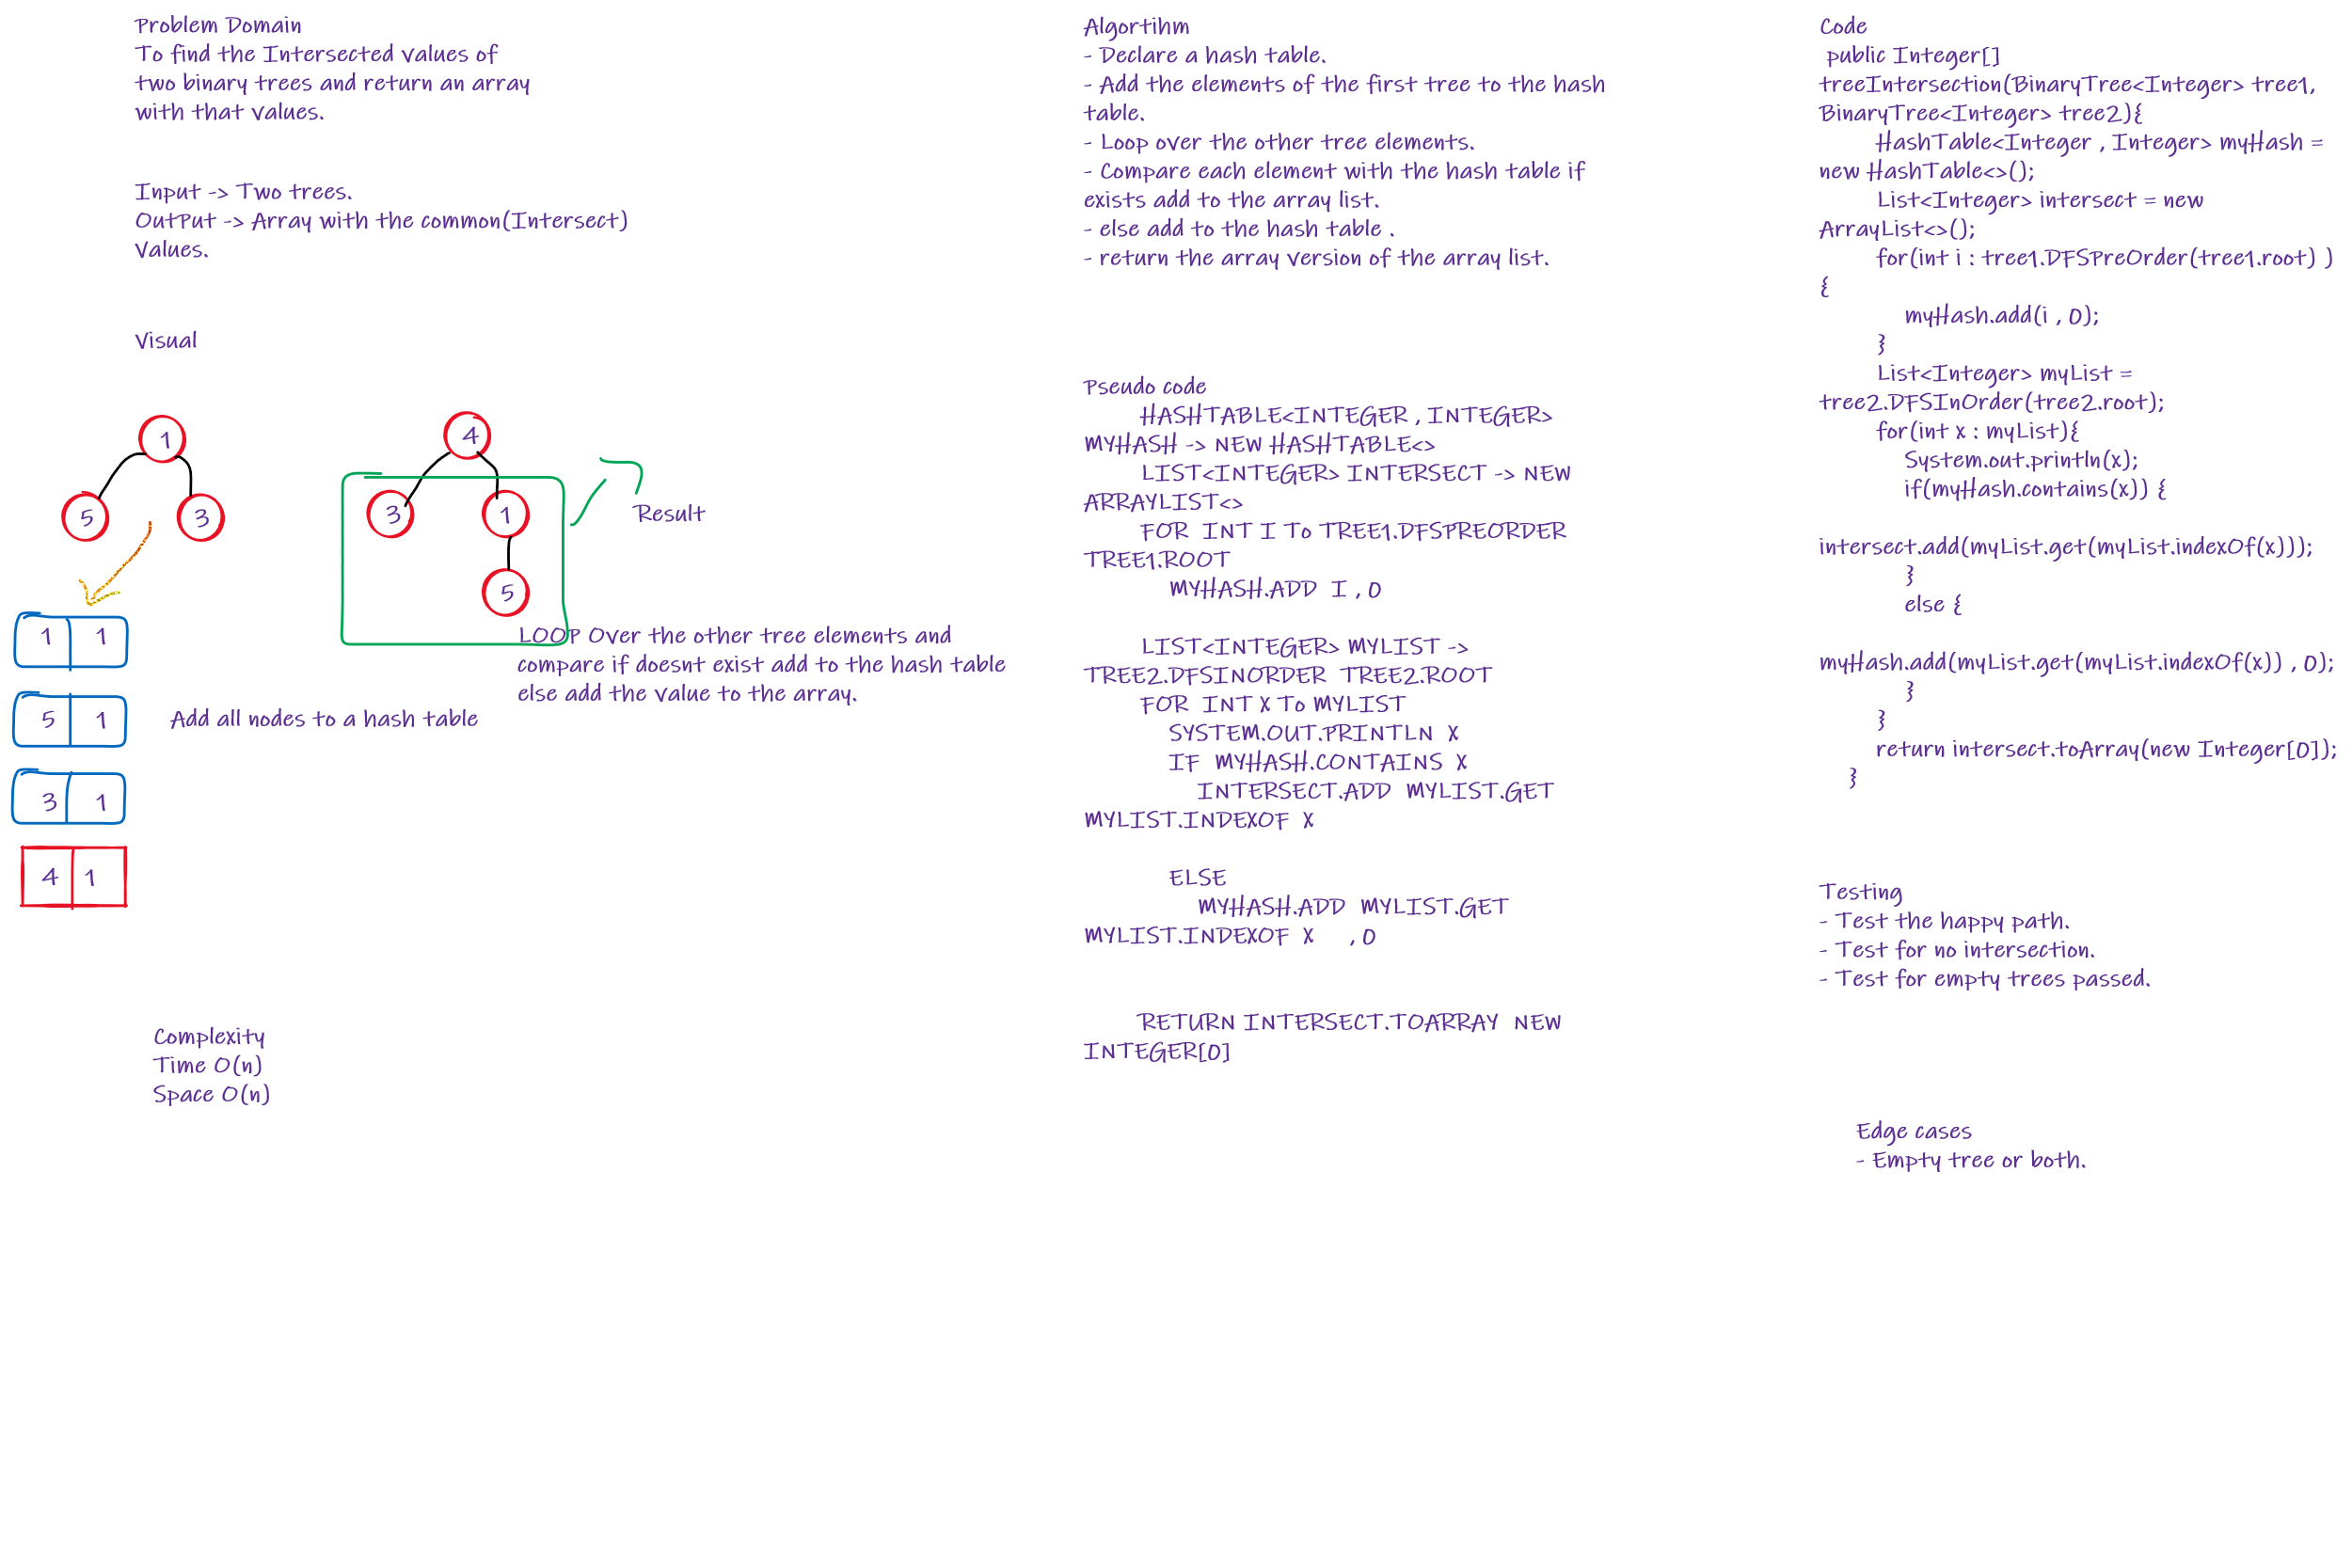 Problem Domain
To find the Intersected values of
two binary trees and return an array
with that values.
Input -> Two trees.
OutPut -> Array with the common(Intersect)
Values.
Visual
1
5
3
4
3
1
5
Result
1 1
5 1
3 1
4 1
Add all nodes to a hash table
LOOP Over the other tree elements and
compare if doesnt exist add to the hash table
else add the value to the array.
Complexity
Time O(n)
Space O(n)
Algortihm
- Declare a hash table.
- Add the elements of the first tree to the hash
table.
- Loop over the other tree elements.
- Compare each element with the hash table if
exists add to the array list.
- else add to the hash table .
- return the array version of the array list.
Pseudo code
HASHTABLE<INTEGER , INTEGER>
MYHASH -> NEW HASHTABLE<>
LIST<INTEGER> INTERSECT -> NEW
ARRAYLIST<>
FOR INT I To TREE1.DFSPREORDER
TREE1.ROOT
MYHASH.ADD I , 0
LIST<INTEGER> MYLIST ->
TREE2.DFSINORDER TREE2.ROOT
FOR INT X To MYLIST
SYSTEM.OUT.PRINTLN X
IF MYHASH.CONTAINS X
INTERSECT.ADD MYLIST.GET
MYLIST.INDEXOF X
ELSE
MYHASH.ADD MYLIST.GET
MYLIST.INDEXOF X , 0
RETURN INTERSECT.TOARRAY NEW
INTEGER[0]
Code
public Integer[]
treeIntersection(BinaryTree<Integer> tree1,
BinaryTree<Integer> tree2){
HashTable<Integer , Integer> myHash =
new HashTable<>();
List<Integer> intersect = new
ArrayList<>();
for(int i : tree1.DFSPreOrder(tree1.root) )
{
myHash.add(i , 0);
}
List<Integer> myList =
tree2.DFSInOrder(tree2.root);
for(int x : myList){
System.out.println(x);
if(myHash.contains(x)) {
intersect.add(myList.get(myList.indexOf(x)));
}
else {
myHash.add(myList.get(myList.indexOf(x)) , 0);
}
}
return intersect.toArray(new Integer[0]);
}
Testing
- Test the happy path.
- Test for no intersection.
- Test for empty trees passed.
Edge cases
- Empty tree or both.